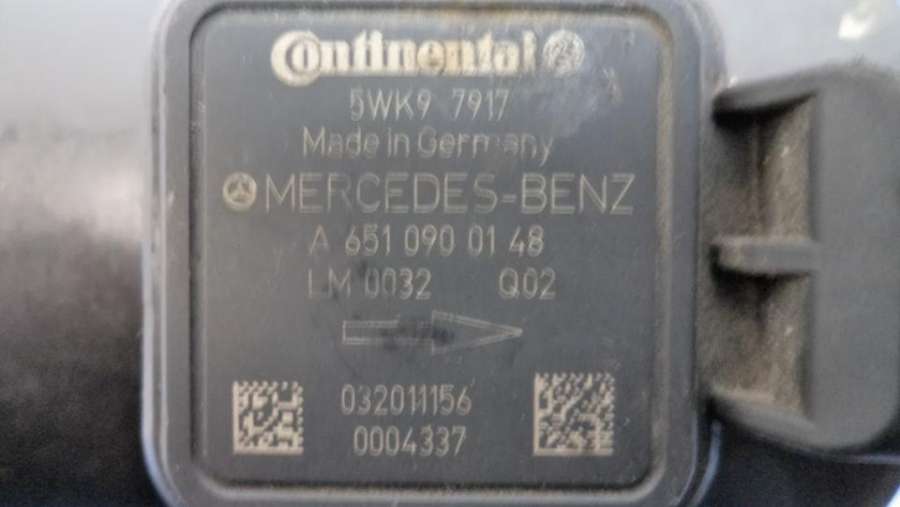 Continental
5WK9 7917
Made in Germany
MERCEDES-BENZ
A 651 090 01 48
LM 0032 Q02
032011156
0004337